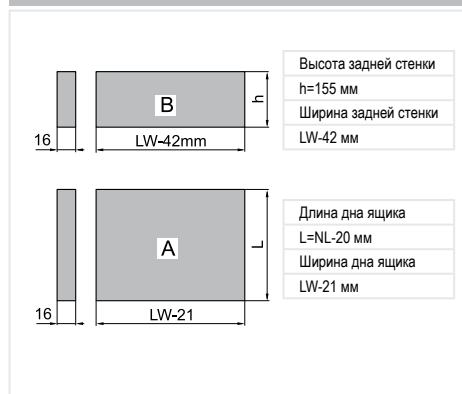 B
h
16
LW-42mm
Высота задней стенки
h=155 мм
Ширина задней стенки
LW-42 мм
A
L
16
LW-21
Длина дна ящика
L=NL-20 мм
Ширина дна ящика
LW-21 мм